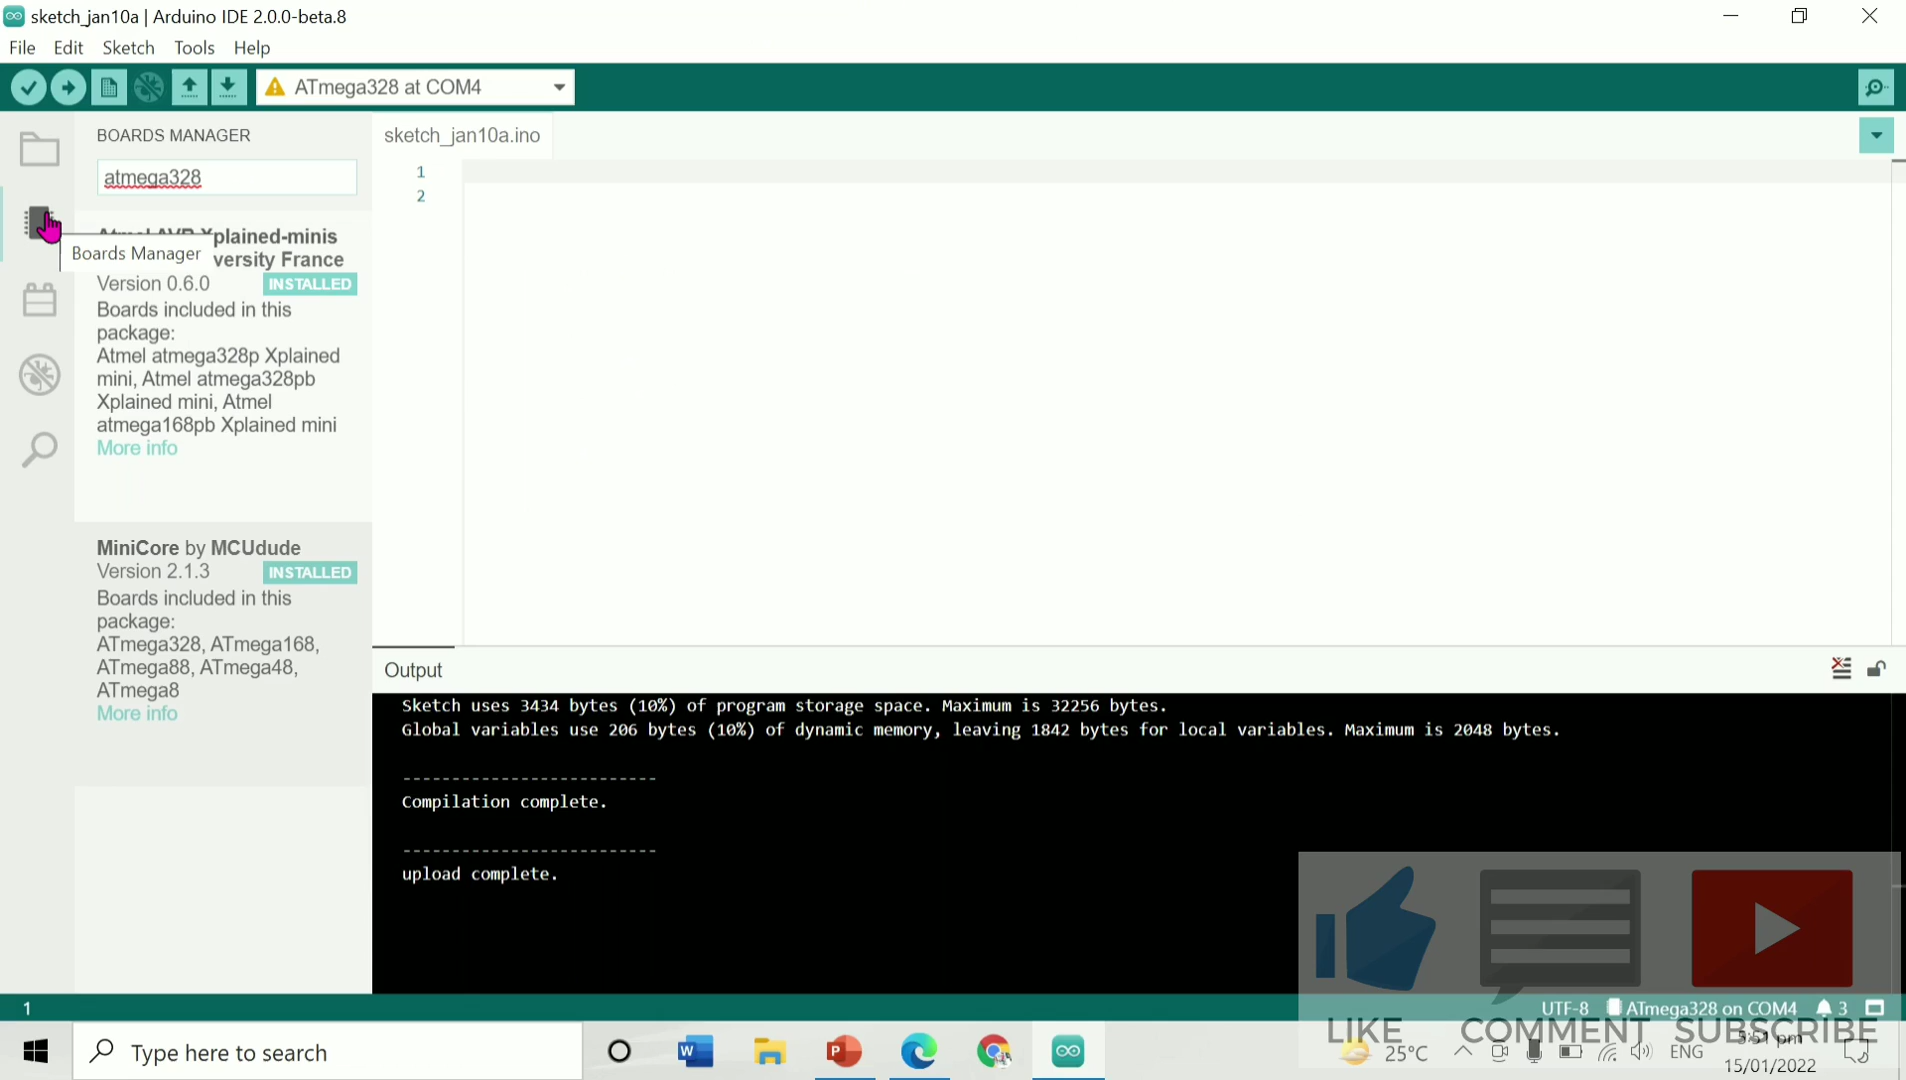 sketch_jan10a | Arduino IDE 2.0.0-beta.8
File Edit Sketch Tools Help
ATmega328 at COM4
BOARDS MANAGER
atmega328
sketch_jan10a.ino
1
2
Xplained-minis
Boards Manager
versity France
Version 0.6.0 INSTALLED
Boards included in this
package:
Atmel atmega328p Xplained
mini, Atmel atmega328pb
Xplained mini, Atmel
atmega168pb Xplained mini
More info
MiniCore by MCUdude
Version 2.1.3 INSTALLED
Boards included in this
package:
ATmega328, ATmega168,
ATmega88, ATmega48,
ATmega8
More info
Output
Sketch uses 3434 bytes (10%) of program storage space. Maximum is 32256 bytes.
Global variables use 206 bytes (10%) of dynamic memory, leaving 1842 bytes for local variables. Maximum is 2048 bytes.
--------------------------
Compilation complete.
--------------------------
upload complete.
1
UTF-8 ATmega328 on COM4 3
LIKE COMMENT SUBSCRIBE
Type here to search
25°C ENG 5:51 pm
15/01/2022